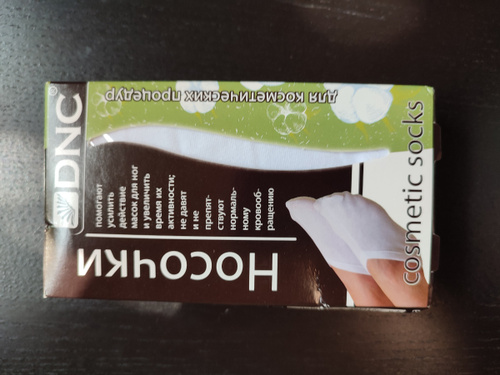 DNC®
Носочки
для косметических процедур
помогают
усилить
действие
масок для ног
и увеличить
время их
активности;
не давят
и не
препят-
ствуют
нормаль-
ному
кровооб-
ращению
cosmetic socks